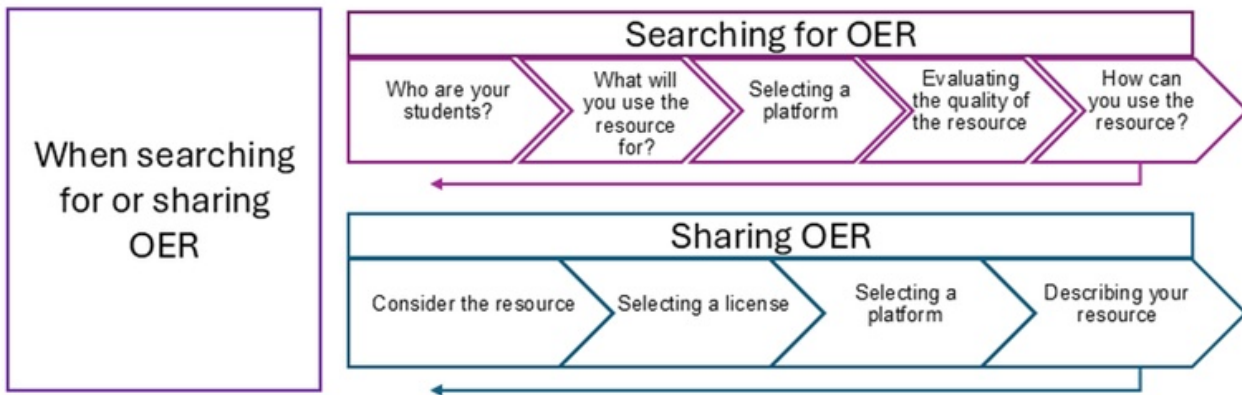 When searching
for or sharing
OER
Searching for OER
Who are your
students?
What will
you use the
resource
for?
Selecting a
platform
Evaluating
the quality of
the resource
How can
you use the
resource?
Sharing OER
Consider the resource
Selecting a license
Selecting a
platform
Describing your
resource